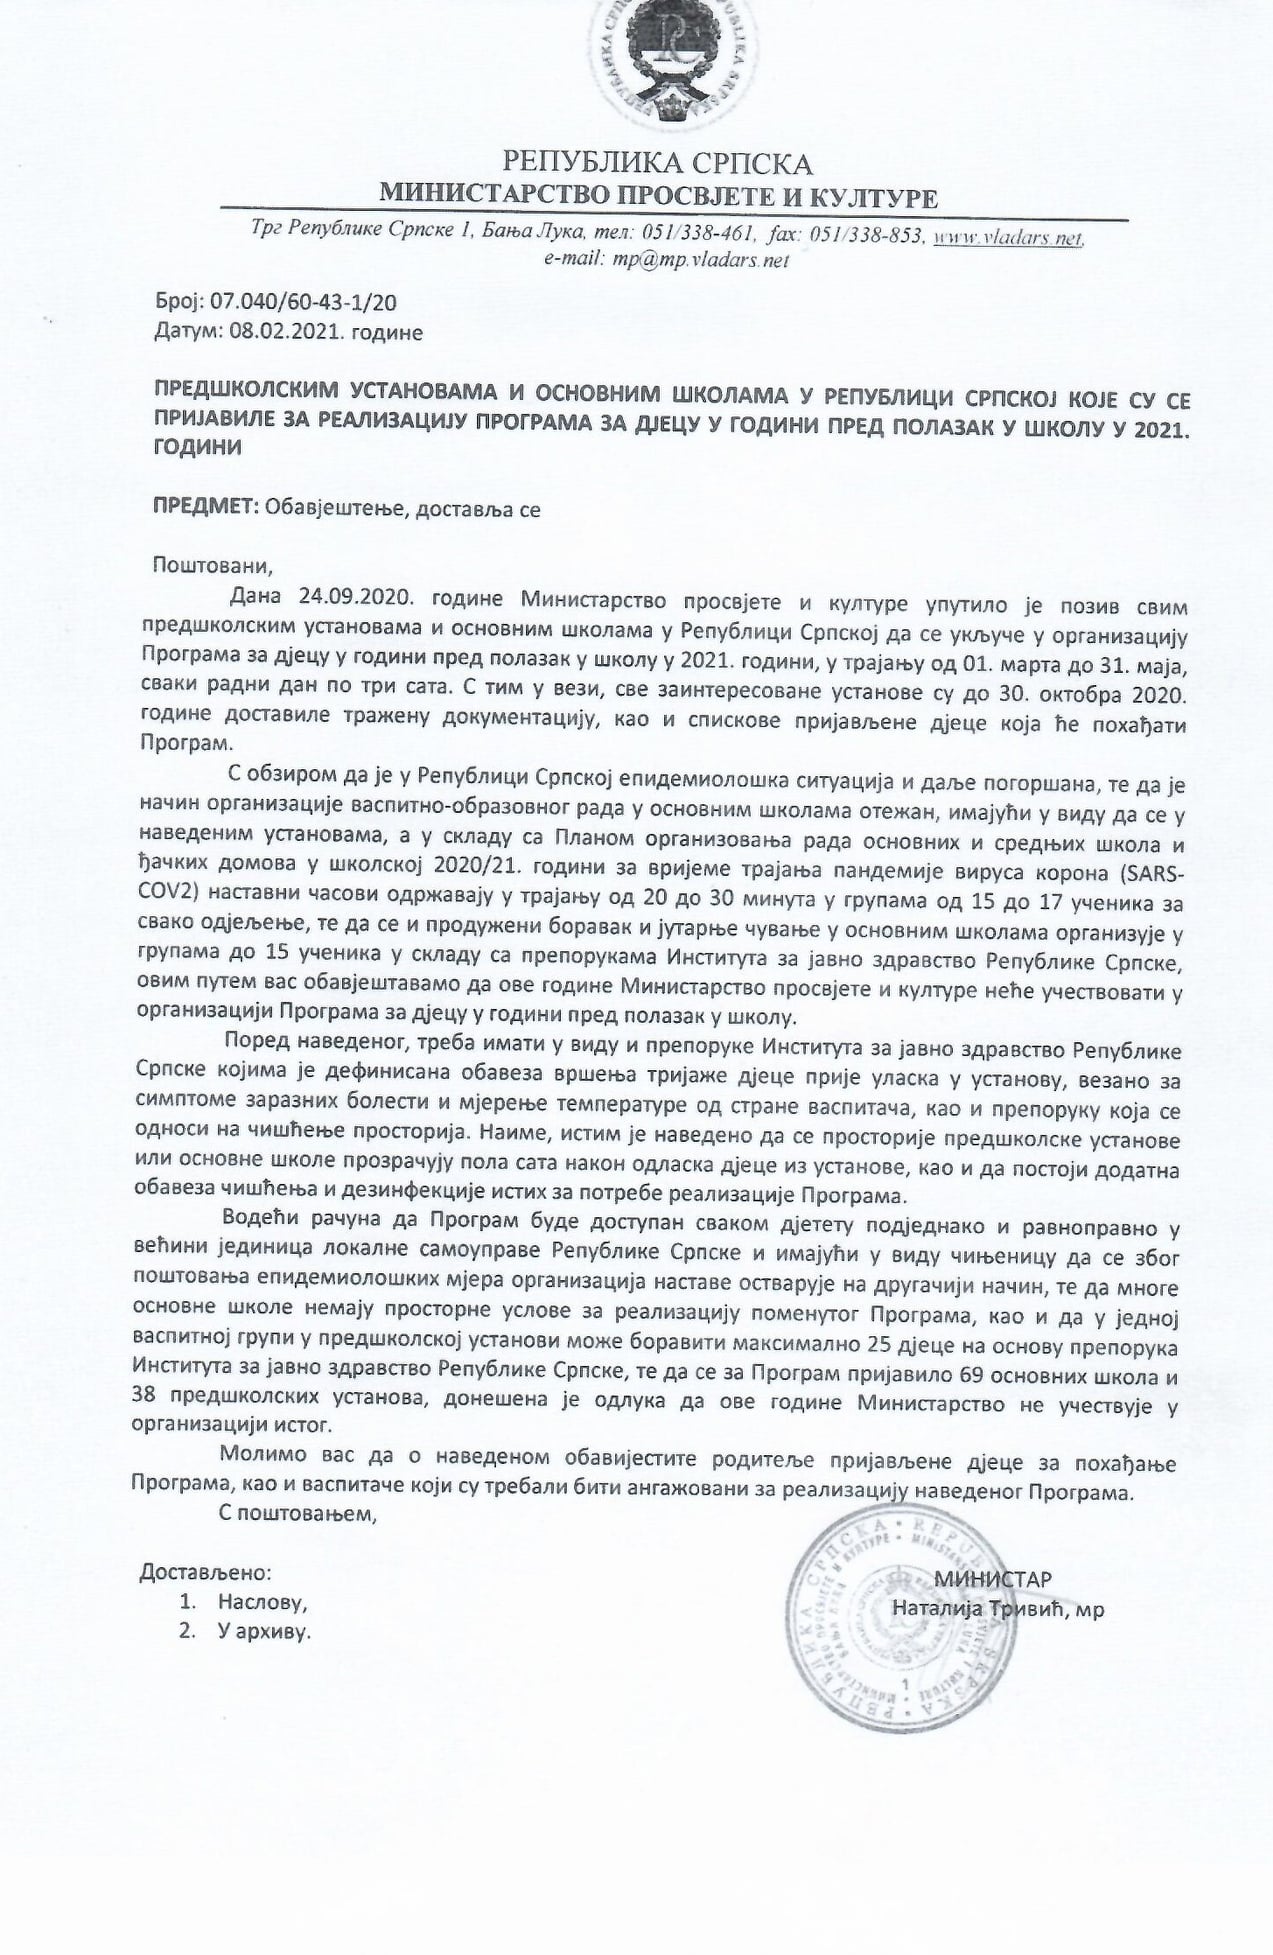 РЕПУБЛИКА СРПСКА
МИНИСТАРСТВО ПРОСВЈЕТЕ И КУЛТУРЕ
Трг Републике Српске 1, Бања Лука, тел: 051/338-461, fax: 051/338-853, www.vladars.net,
e-mail: mp@mp.vladars.net
Број: 07.040/60-43-1/20
Датум: 08.02.2021. године
ПРЕДШКОЛСКИМ УСТАНОВАМА И ОСНОВНИМ ШКОЛАМА У РЕПУБЛИЦИ СРПСКОЈ КОЈЕ СУ СЕ
ПРИЈАВИЛЕ ЗА РЕАЛИЗАЦИЈУ ПРОГРАМА ЗА ДЈЕЦУ У ГОДИНИ ПРЕД ПОЛАЗАК У ШКОЛУ У 2021.
ГОДИНИ
ПРЕДМЕТ: Обавјештење, доставља се
Поштовани,
Дана 24.09.2020. године Министарство просвјете и културе упутило је позив свим
предшколским установама и основним школама у Републици Српској да се укључе у организацију
Програма за дјецу у години пред полазак у школу у 2021. години, у трајању од 01. марта до 31. маја,
сваки радни дан по три сата. С тим у вези, све заинтересоване установе су до 30. октобра 2020.
године доставиле тражену документацију, као и спискове пријављене дјеце која ће похађати
Програм.
С обзиром да је у Републици Српској епидемиолошка ситуација и даље погоршана, те да је
начин организације васпитно-образовног рада у основним школама отежан, имајући у виду да се у
наведеним установама, а у складу са Планом организовања рада основних и средњих школа и
ђачких домова у школској 2020/21. години за вријеме трајања пандемије вируса корона (SARS-
COV2) наставни часови одржавају у трајању од 20 до 30 минута у групама од 15 до 17 ученика за
свако одјељење, те да се и продужени боравак и јутарње чување у основним школама организује у
групама до 15 ученика у складу са препорукама Института за јавно здравство Републике Српске,
овим путем вас обавјештавамо да ове године Министарство просвјете и културе неће учествовати у
организацији Програма за дјецу у години пред полазак у школу.
Поред наведеног, треба имати у виду и препоруке Института за јавно здравство Републике
Српске којима је дефинисана обавеза вршења тријаже дјеце прије уласка у установу, везано за
симптоме заразних болести и мјерење температуре од стране васпитача, као и препоруку која се
односи на чишћење просторија. Наиме, истим је наведено да се просторије предшколске установе
или основне школе прозрачују пола сата након одласка дјеце из установе, као и да постоји додатна
обавеза чишћења и дезинфекције истих за потребе реализације Програма.
Водећи рачуна да Програм буде доступан сваком дјетету подједнако и равноправно у
већини јединица локалне самоуправе Републике Српске и имајући у виду чињеницу да се због
поштовања епидемиолошких мјера организација наставе остварује на другачији начин, те да многе
основне школе немају просторне услове за реализацију поменутог Програма, као и да у једној
васпитној групи у предшколској установи може боравити максимално 25 дјеце на основу препорука
Института за јавно здравство Републике Српске, те да се за Програм пријавило 69 основних школа и
38 предшколских установа, донешена је одлука да ове године Министарство не учествује у
организацији истог.
Молимо вас да о наведеном обавијестите родитеље пријављене дјеце за похађање
Програма, као и васпитаче који су требали бити ангажовани за реализацију наведеног Програма.
С поштовањем,
Достављено:
1. Наслову,
2. У архиву.
МИНИСТАР
Наталија Тривић, мр